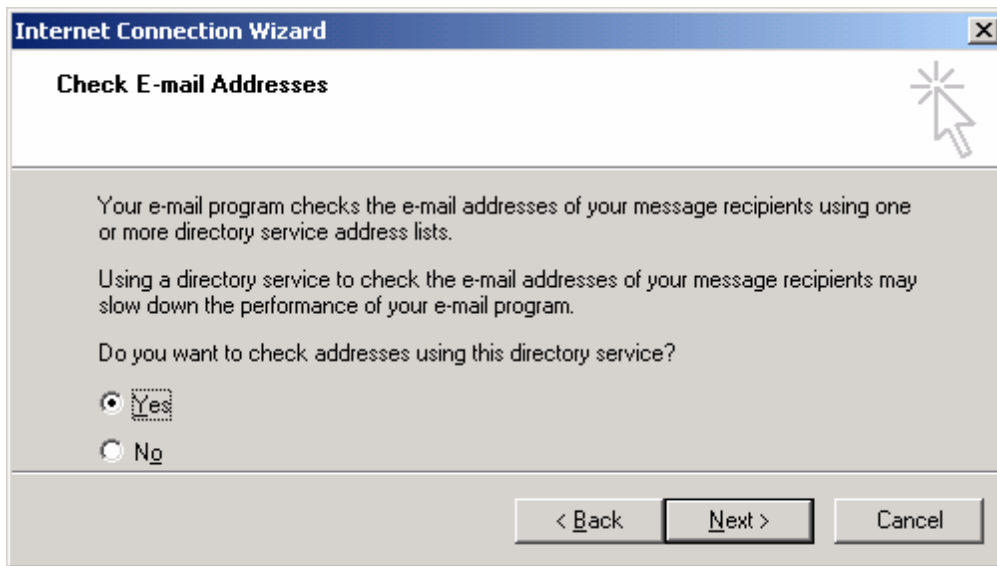 Internet Connection Wizard
Check E-mail Addresses
Your e-mail program checks the e-mail addresses of your message recipients using one
or more directory service address lists.
Using a directory service to check the e-mail addresses of your message recipients may
slow down the performance of your e-mail program.
Do you want to check addresses using this directory service?
Yes
No
< Back Next > Cancel